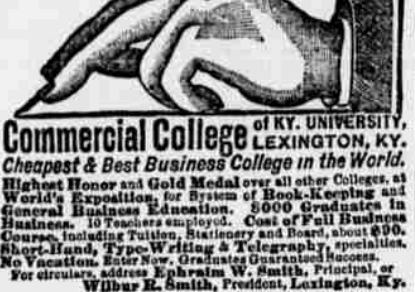 Commercial College of KY. UNIVERSITY,
LEXINGTON, KY.
Cheapest & Best Business College in the World.
Highest Honor and Gold Medal over all other Colleges, at
World's Exposition, for System of Book-Keeping and
General Business Education. 5000 Graduates in
Business. 10 Teachers employed. Cost of Full Business
Course, including Tuition, Stationery and Board, about $90.
Short-Hand, Type-Writing & Telegraphy, specialties.
No Vacation. Enter Now. Graduates Guaranteed Success.
For circulars, address Ephraim W. Smith, Principal, or
Wilbur R. Smith, President, Lexington, Ky.